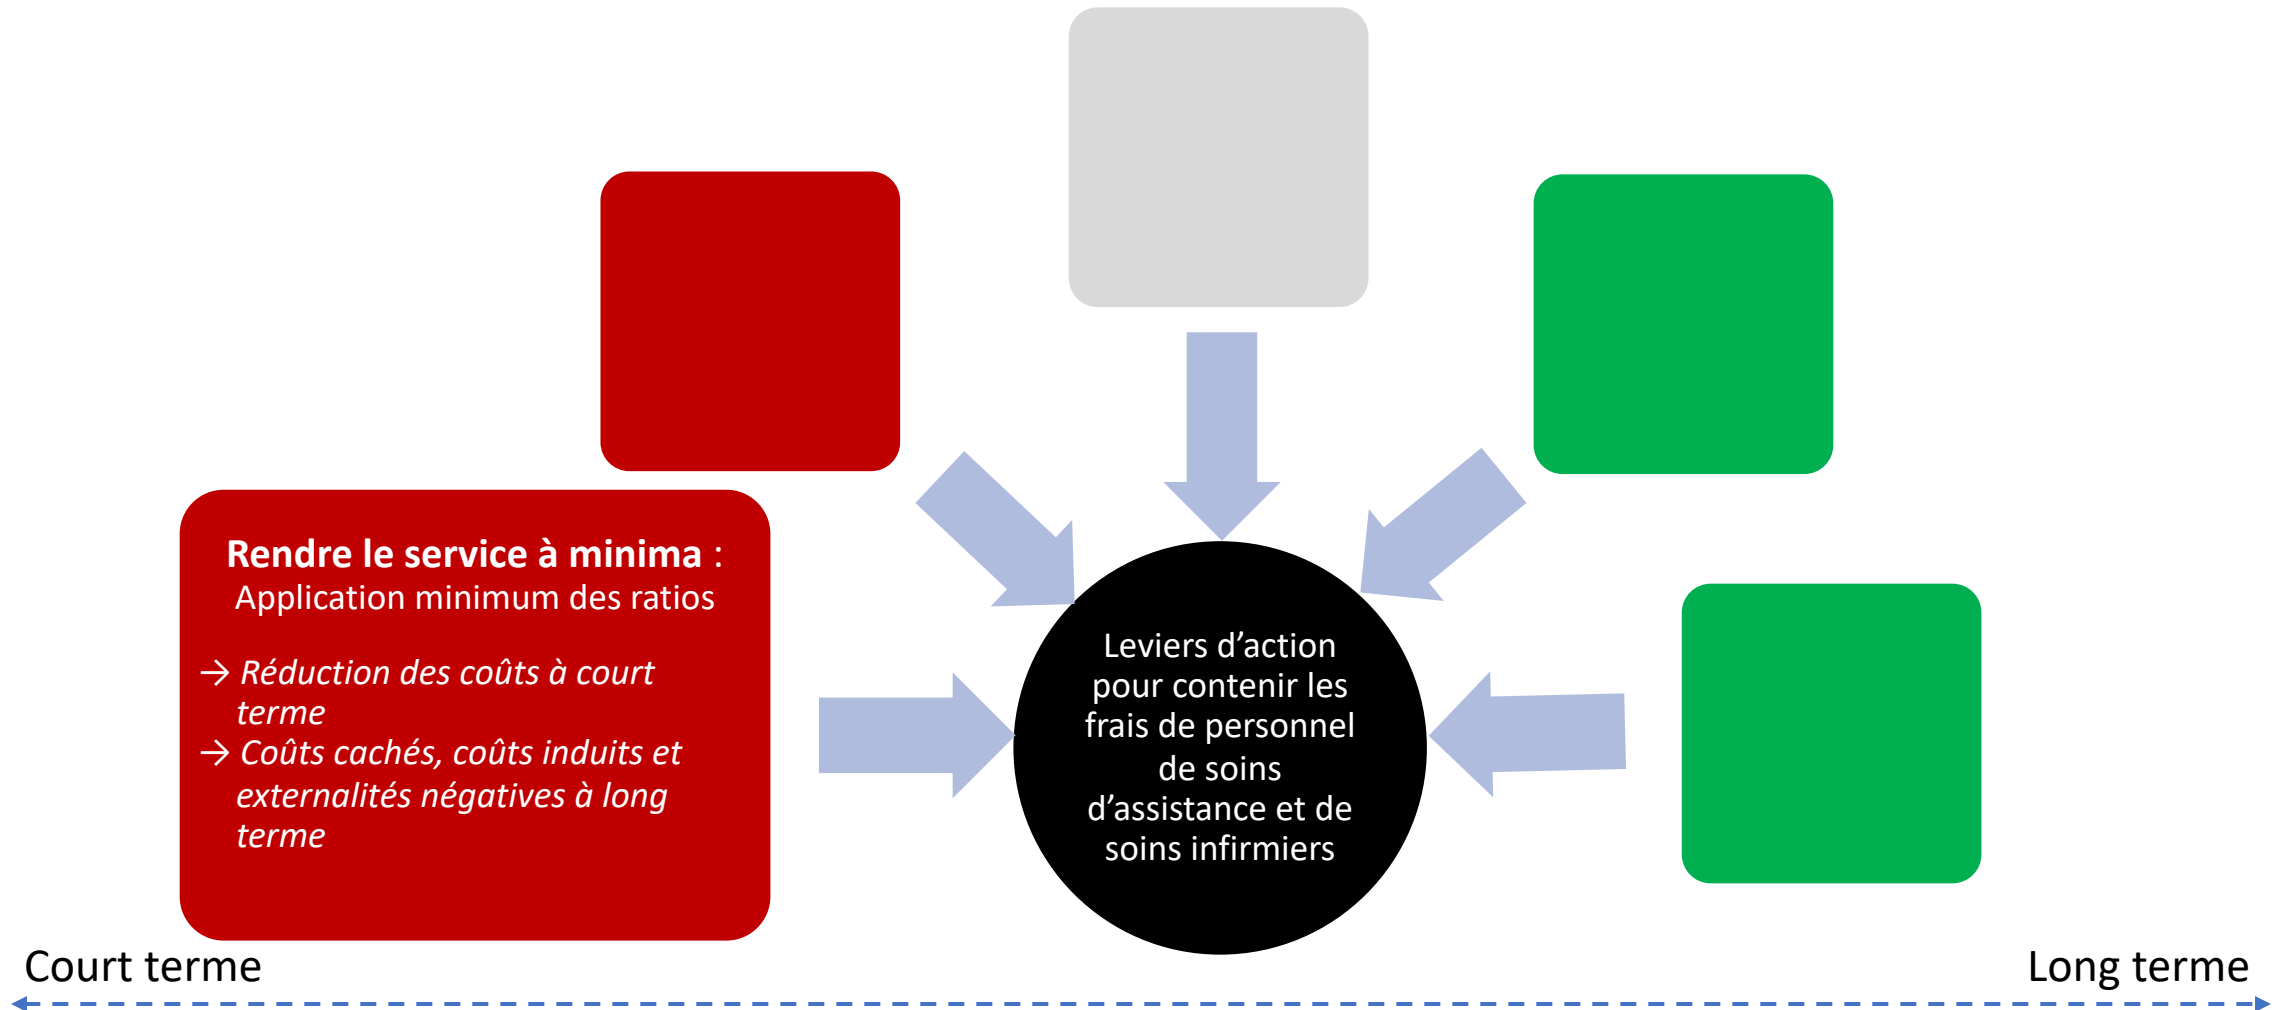 Rendre le service à minima :
Application minimum des ratios
→ Réduction des coûts à court
terme
→ Coûts cachés, coûts induits et
externalités négatives à long
terme
Leviers d’action
pour contenir les
frais de personnel
de soins
d’assistance et de
soins infirmiers
Court terme
Long terme